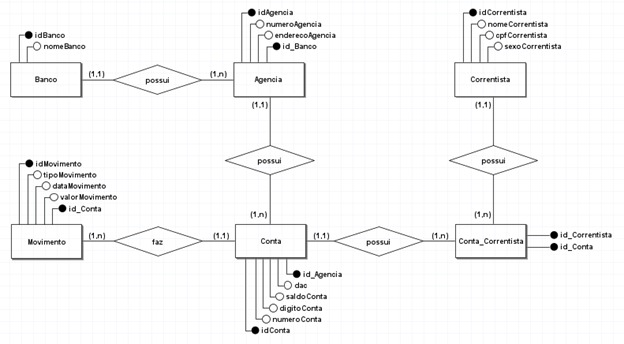 idBanco
nomeBanco
Banco
(1,1)
possui
(1,n)
idAgencia
numeroAgencia
enderecoAgencia
id_Banco
Agencia
(1,1)
possui
(1,n)
idCorrentista
nomeCorrentista
cpfCorrentista
sexoCorrentista
Correntista
(1,1)
possui
(1,n)
idMovimento
tipoMovimento
dataMovimento
valorMovimento
id_Conta
Movimento
(1,n)
faz
(1,1)
Conta
(1,1)
possui
(1,n)
Conta_Correntista
id_Correntista
id_Conta
id_Agencia
dac
saldoConta
digitoConta
numeroConta
idConta